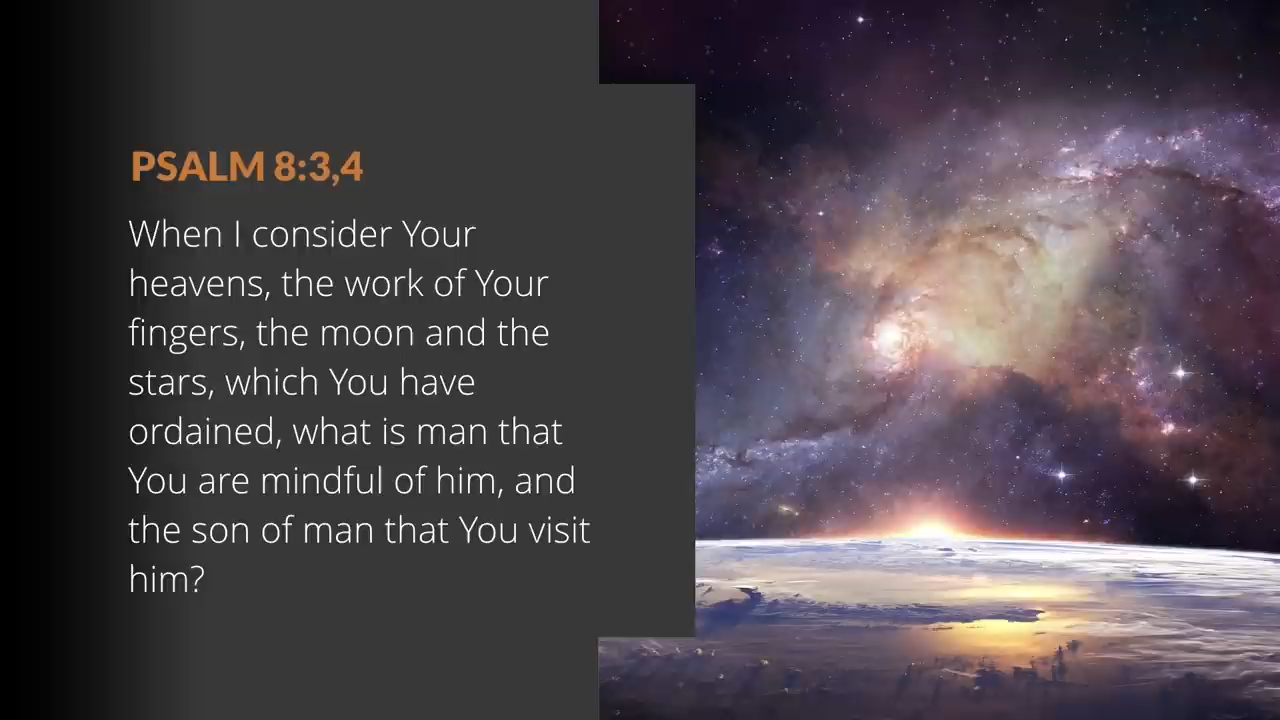 PSALM 8:3,4
When I consider Your
heavens, the work of Your
fingers, the moon and the
stars, which You have
ordained, what is man that
You are mindful of him, and
the son of man that You visit
him?